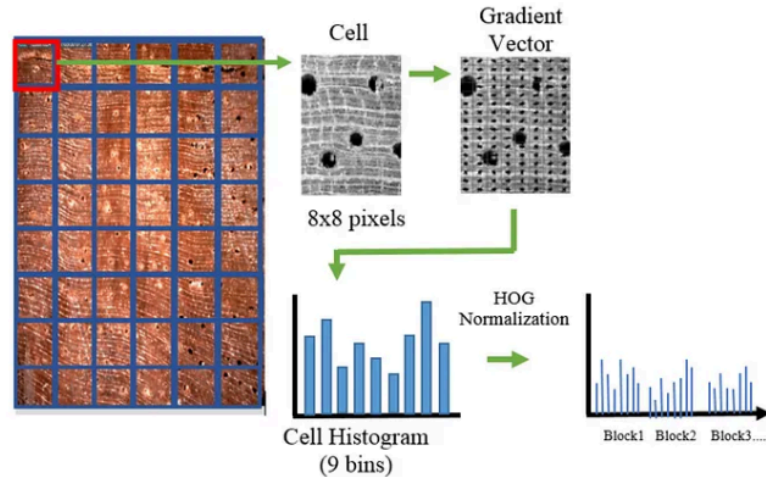 Cell
Gradient
Vector
8x8 pixels
HOG
Normalization
Cell Histogram
(9 bins)
Block1 Block2 Block3....